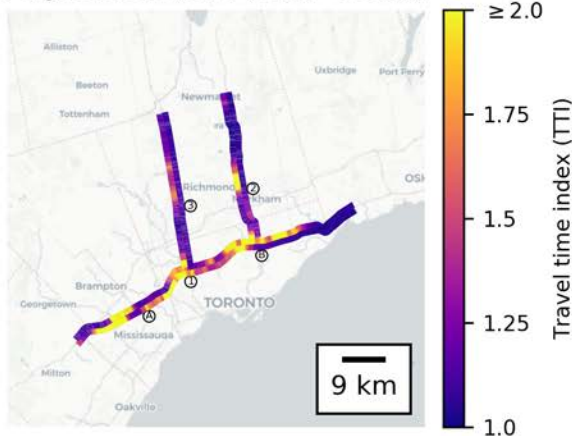 Alliston
Beeton
Tottenham
Newmarket
Uxbridge
Port Perry
Richmond
Markham
OSH
Brampton
Georgetown
TORONTO
Mississauga
Milton
Oakville
①
②
③
Ⓐ
Ⓑ
9 km
≥ 2.0
1.75
1.5
1.25
1.0
Travel time index (TTI)